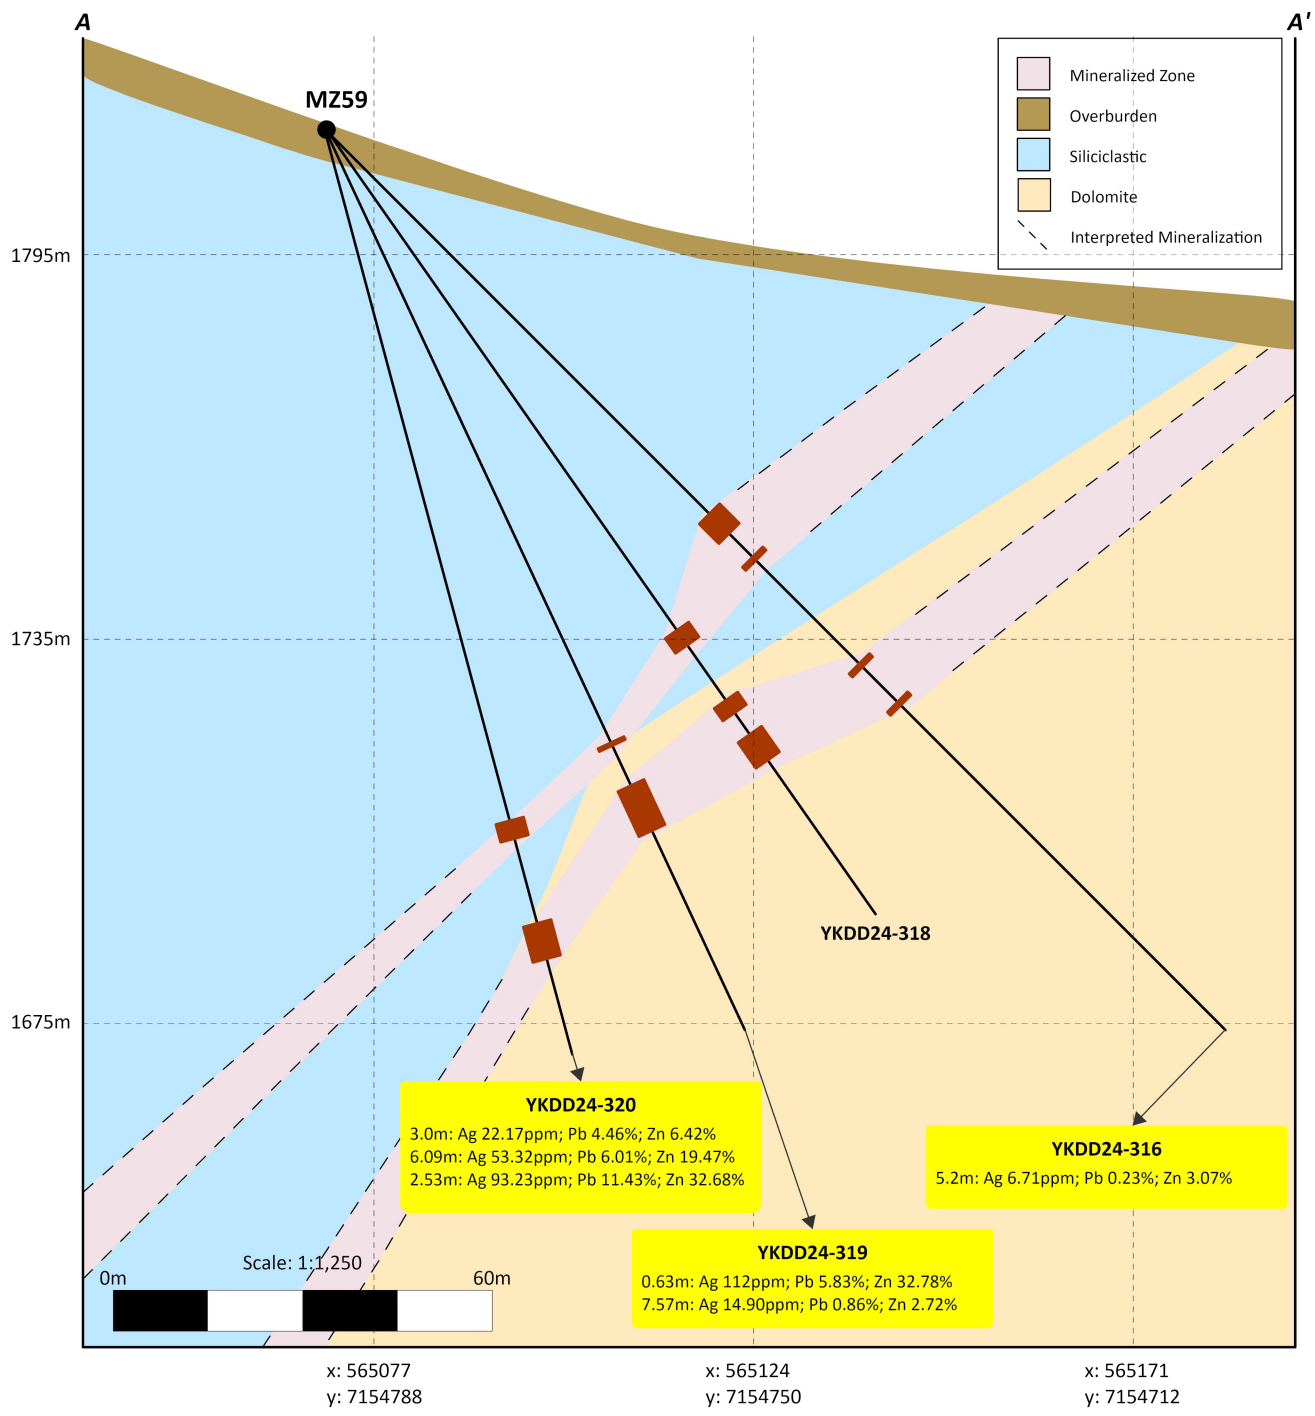 A
A'
MZ59
Mineralized Zone
Overburden
Siliciclastic
Dolomite
Interpreted Mineralization
1795m
1735m
1675m
YKDD24-318
YKDD24-320
3.0m: Ag 22.17ppm; Pb 4.46%; Zn 6.42%
6.09m: Ag 53.32ppm; Pb 6.01%; Zn 19.47%
2.53m: Ag 93.23ppm; Pb 11.43%; Zn 32.68%
YKDD24-316
5.2m: Ag 6.71ppm; Pb 0.23%; Zn 3.07%
YKDD24-319
0.63m: Ag 112ppm; Pb 5.83%; Zn 32.78%
7.57m: Ag 14.90ppm; Pb 0.86%; Zn 2.72%
Scale: 1:1,250
0m
60m
x: 565077
y: 7154788
x: 565124
y: 7154750
x: 565171
y: 7154712